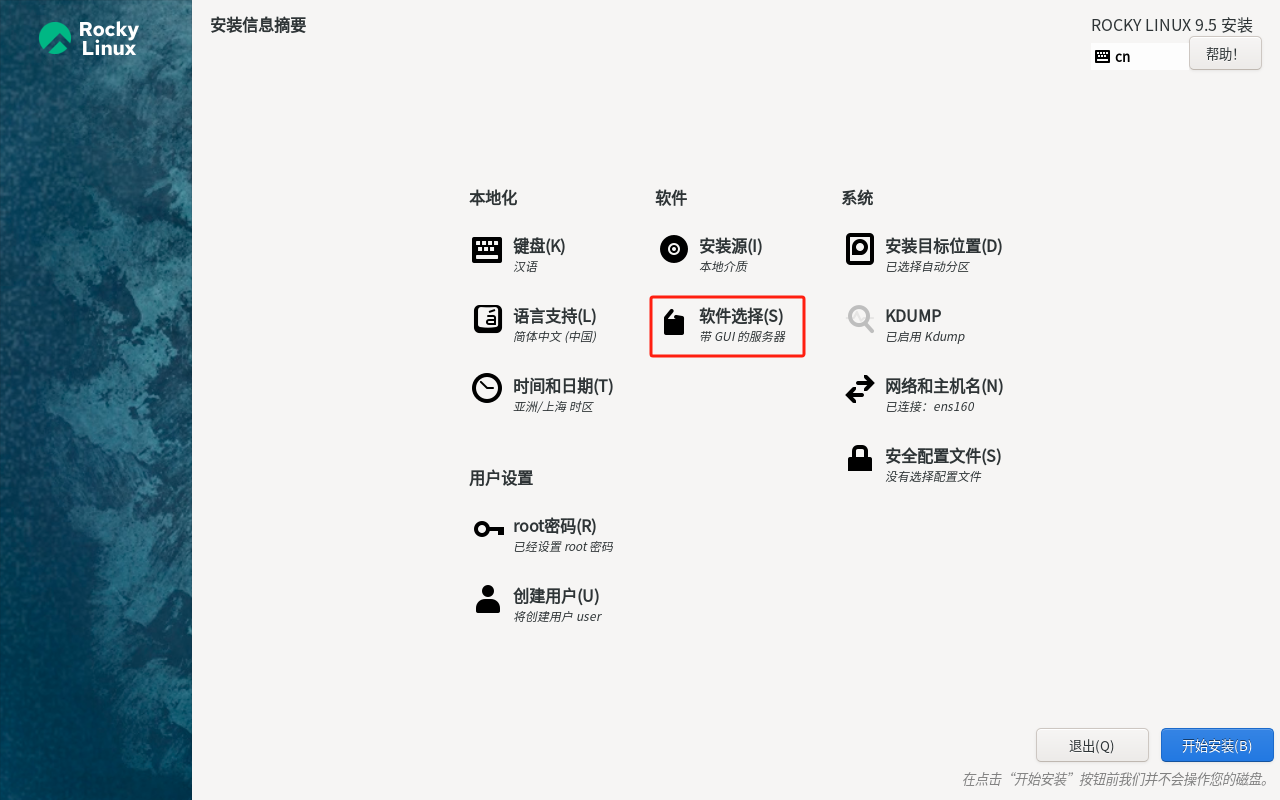 Rocky
Linux
安装信息摘要
ROCKY LINUX 9.5 安装
cn
帮助!
本地化
键盘(K)
汉语
语言支持(L)
简体中文 (中国)
时间和日期(T)
亚洲/上海 时区
软件
安装源(I)
本地介质
软件选择(S)
带 GUI 的服务器
系统
安装目标位置(D)
已选择自动分区
KDUMP
已启用 Kdump
网络和主机名(N)
已连接：ens160
安全配置文件(S)
没有选择配置文件
用户设置
root密码(R)
已经设置 root 密码
创建用户(U)
将创建用户 user
退出(Q)
开始安装(B)
在点击“开始安装”按钮前我们并不会操作您的磁盘。